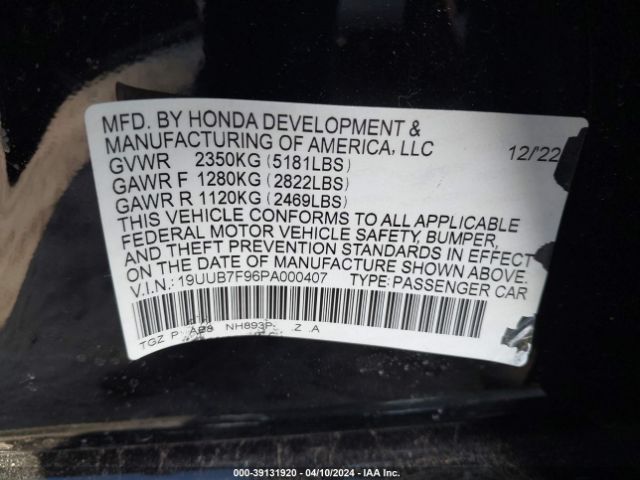 MFD. BY HONDA DEVELOPMENT &
MANUFACTURING OF AMERICA, LLC 12/'22
GVWR 2350KG (5181LBS)
GAWR F 1280KG (2822LBS)
GAWR R 1120KG (2469LBS)
THIS VEHICLE CONFORMS TO ALL APPLICABLE
FEDERAL MOTOR VEHICLE SAFETY, BUMPER,
AND THEFT PREVENTION STANDARDS IN EFFECT
ON THE DATE OF MANUFACTURE SHOWN ABOVE.
V.I.N.: 19UUB7F96PA000407 TYPE: PASSENGER CAR
TGZ NH893P
000-39131920 - 04/10/2024 - IAA Inc.